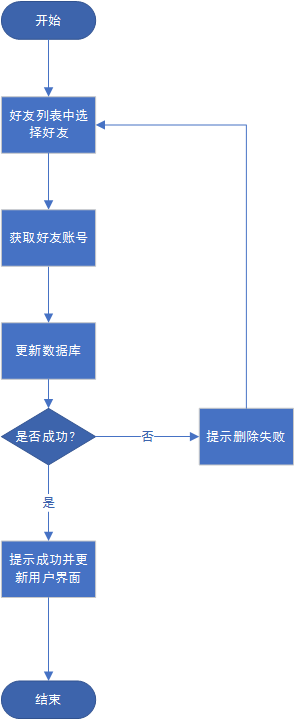 开始
好友列表中选
择好友
获取好友账号
更新数据库
是否成功？
否
提示删除失败
是
提示成功并更
新用户界面
结束